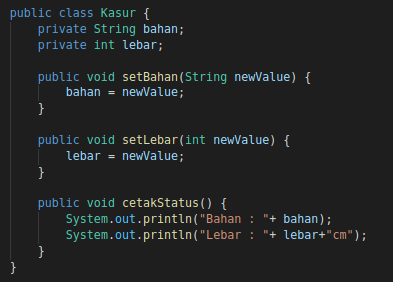 public class Kasur {
    private String bahan;
    private int lebar;

    public void setBahan(String newValue) {
        bahan = newValue;
    }

    public void setLebar(int newValue) {
        lebar = newValue;
    }

    public void cetakStatus() {
        System.out.println("Bahan : "+ bahan);
        System.out.println("Lebar : "+ lebar+"cm");
    }
}